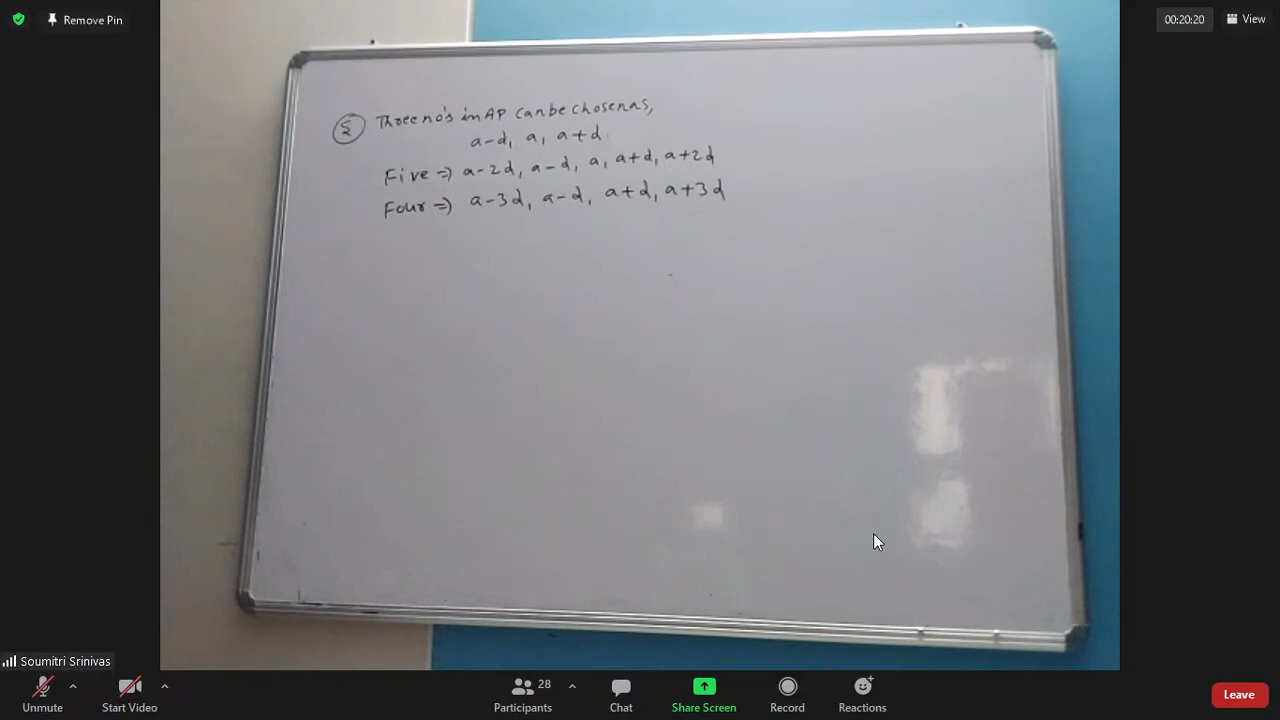 Remove Pin
00:20:20
View
Three no's in AP can be chosen as,
a-d, a, a+d.
Five => a-2d, a-d, a, a+d, a+2d
Four => a-3d, a-d, a+d, a+3d
Soumitri Srinivas
Unmute
Start Video
28
Participants
Chat
Share Screen
Record
Reactions
Leave